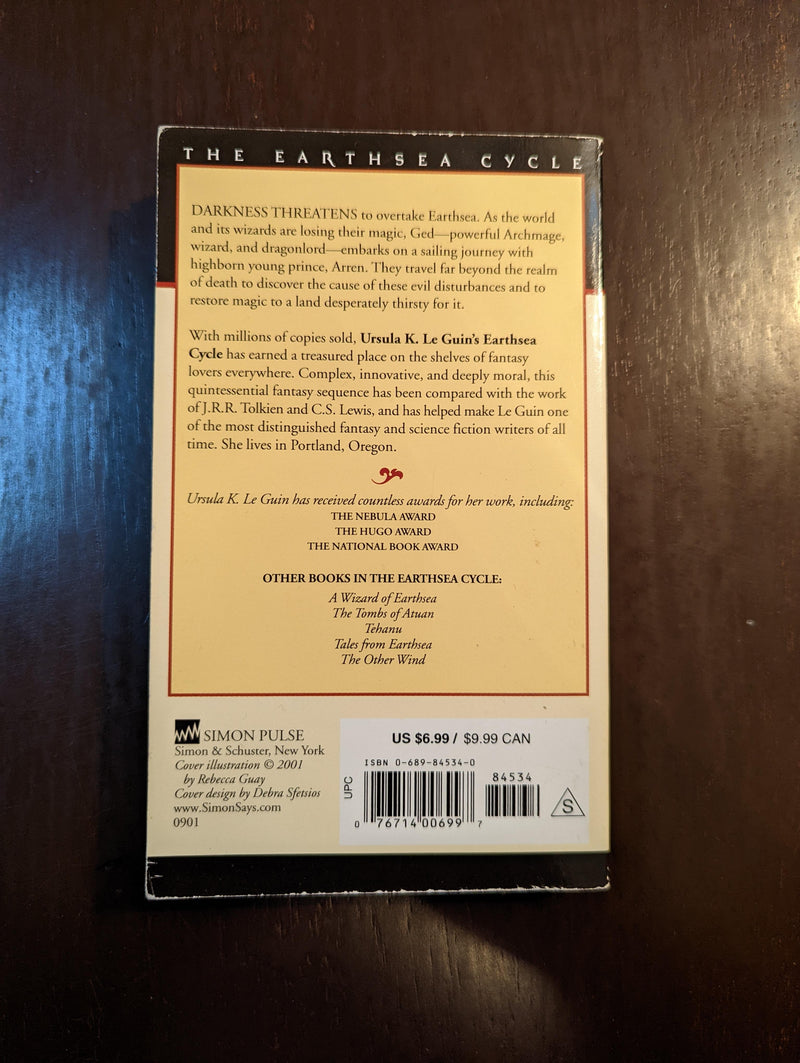 THE EARTHSEA CYCLE
DARKNESS THREATENS to overtake Earthsea. As the world
and its wizards are losing their magic, Ged—powerful Archmage,
wizard, and dragonlord—embarks on a sailing journey with
highborn young prince, Arren. They travel far beyond the realm
of death to discover the cause of these evil disturbances and to
restore magic to a land desperately thirsty for it.
With millions of copies sold, Ursula K. Le Guin's Earthsea
Cycle has earned a treasured place on the shelves of fantasy
lovers everywhere. Complex, innovative, and deeply moral, this
quintessential fantasy sequence has been compared with the work
of J.R.R. Tolkien and C.S. Lewis, and has helped make Le Guin one
of the most distinguished fantasy and science fiction writers of all
time. She lives in Portland, Oregon.
Ursula K. Le Guin has received countless awards for her work, including:
THE NEBULA AWARD
THE HUGO AWARD
THE NATIONAL BOOK AWARD
OTHER BOOKS IN THE EARTHSEA CYCLE:
A Wizard of Earthsea
The Tombs of Atuan
Tehanu
Tales from Earthsea
The Other Wind
SIMON PULSE
Simon & Schuster, New York
Cover illustration © 2001
by Rebecca Guay
Cover design by Debra Sfetsios
www.SimonSays.com
0901
US $6.99 / $9.99 CAN
ISBN 0-689-84534-0
84534
UPC
0 76714 00699 7
S